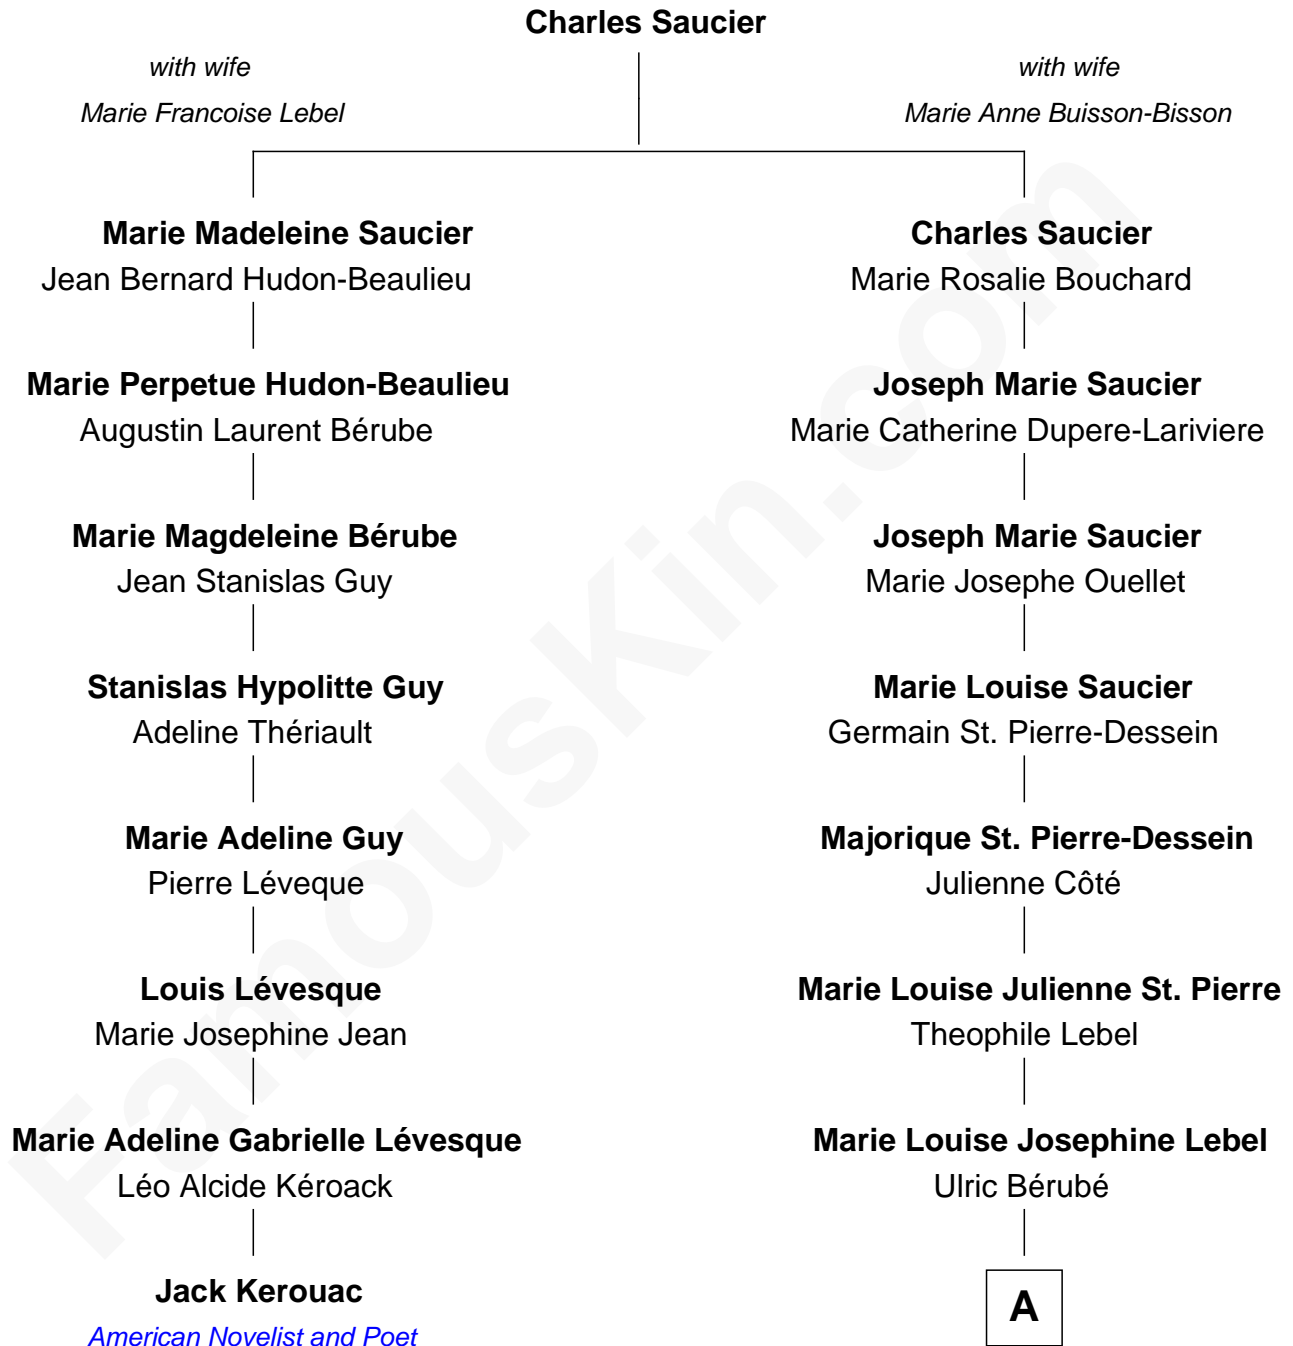 Charles Saucier
with wife
Marie Francoise Lebel
with wife
Marie Anne Buisson-Bisson
Marie Madeleine Saucier
Jean Bernard Hudon-Beaulieu
Charles Saucier
Marie Rosalie Bouchard
Marie Perpetue Hudon-Beaulieu
Augustin Laurent Bérube
Joseph Marie Saucier
Marie Catherine Dupere-Lariviere
Marie Magdeleine Bérube
Jean Stanislas Guy
Joseph Marie Saucier
Marie Josephe Ouellet
Stanislas Hypolitte Guy
Adeline Thériault
Marie Louise Saucier
Germain St. Pierre-Dessein
Marie Adeline Guy
Pierre Léveque
Majorique St. Pierre-Dessein
Julienne Côté
Louis Lévesque
Marie Josephine Jean
Marie Louise Julienne St. Pierre
Theophile Lebel
Marie Adeline Gabrielle Lévesque
Léo Alcide Kéroack
Marie Louise Josephine Lebel
Ulric Bérubé
Jack Kerouac
American Novelist and Poet
A
FamousKin.com